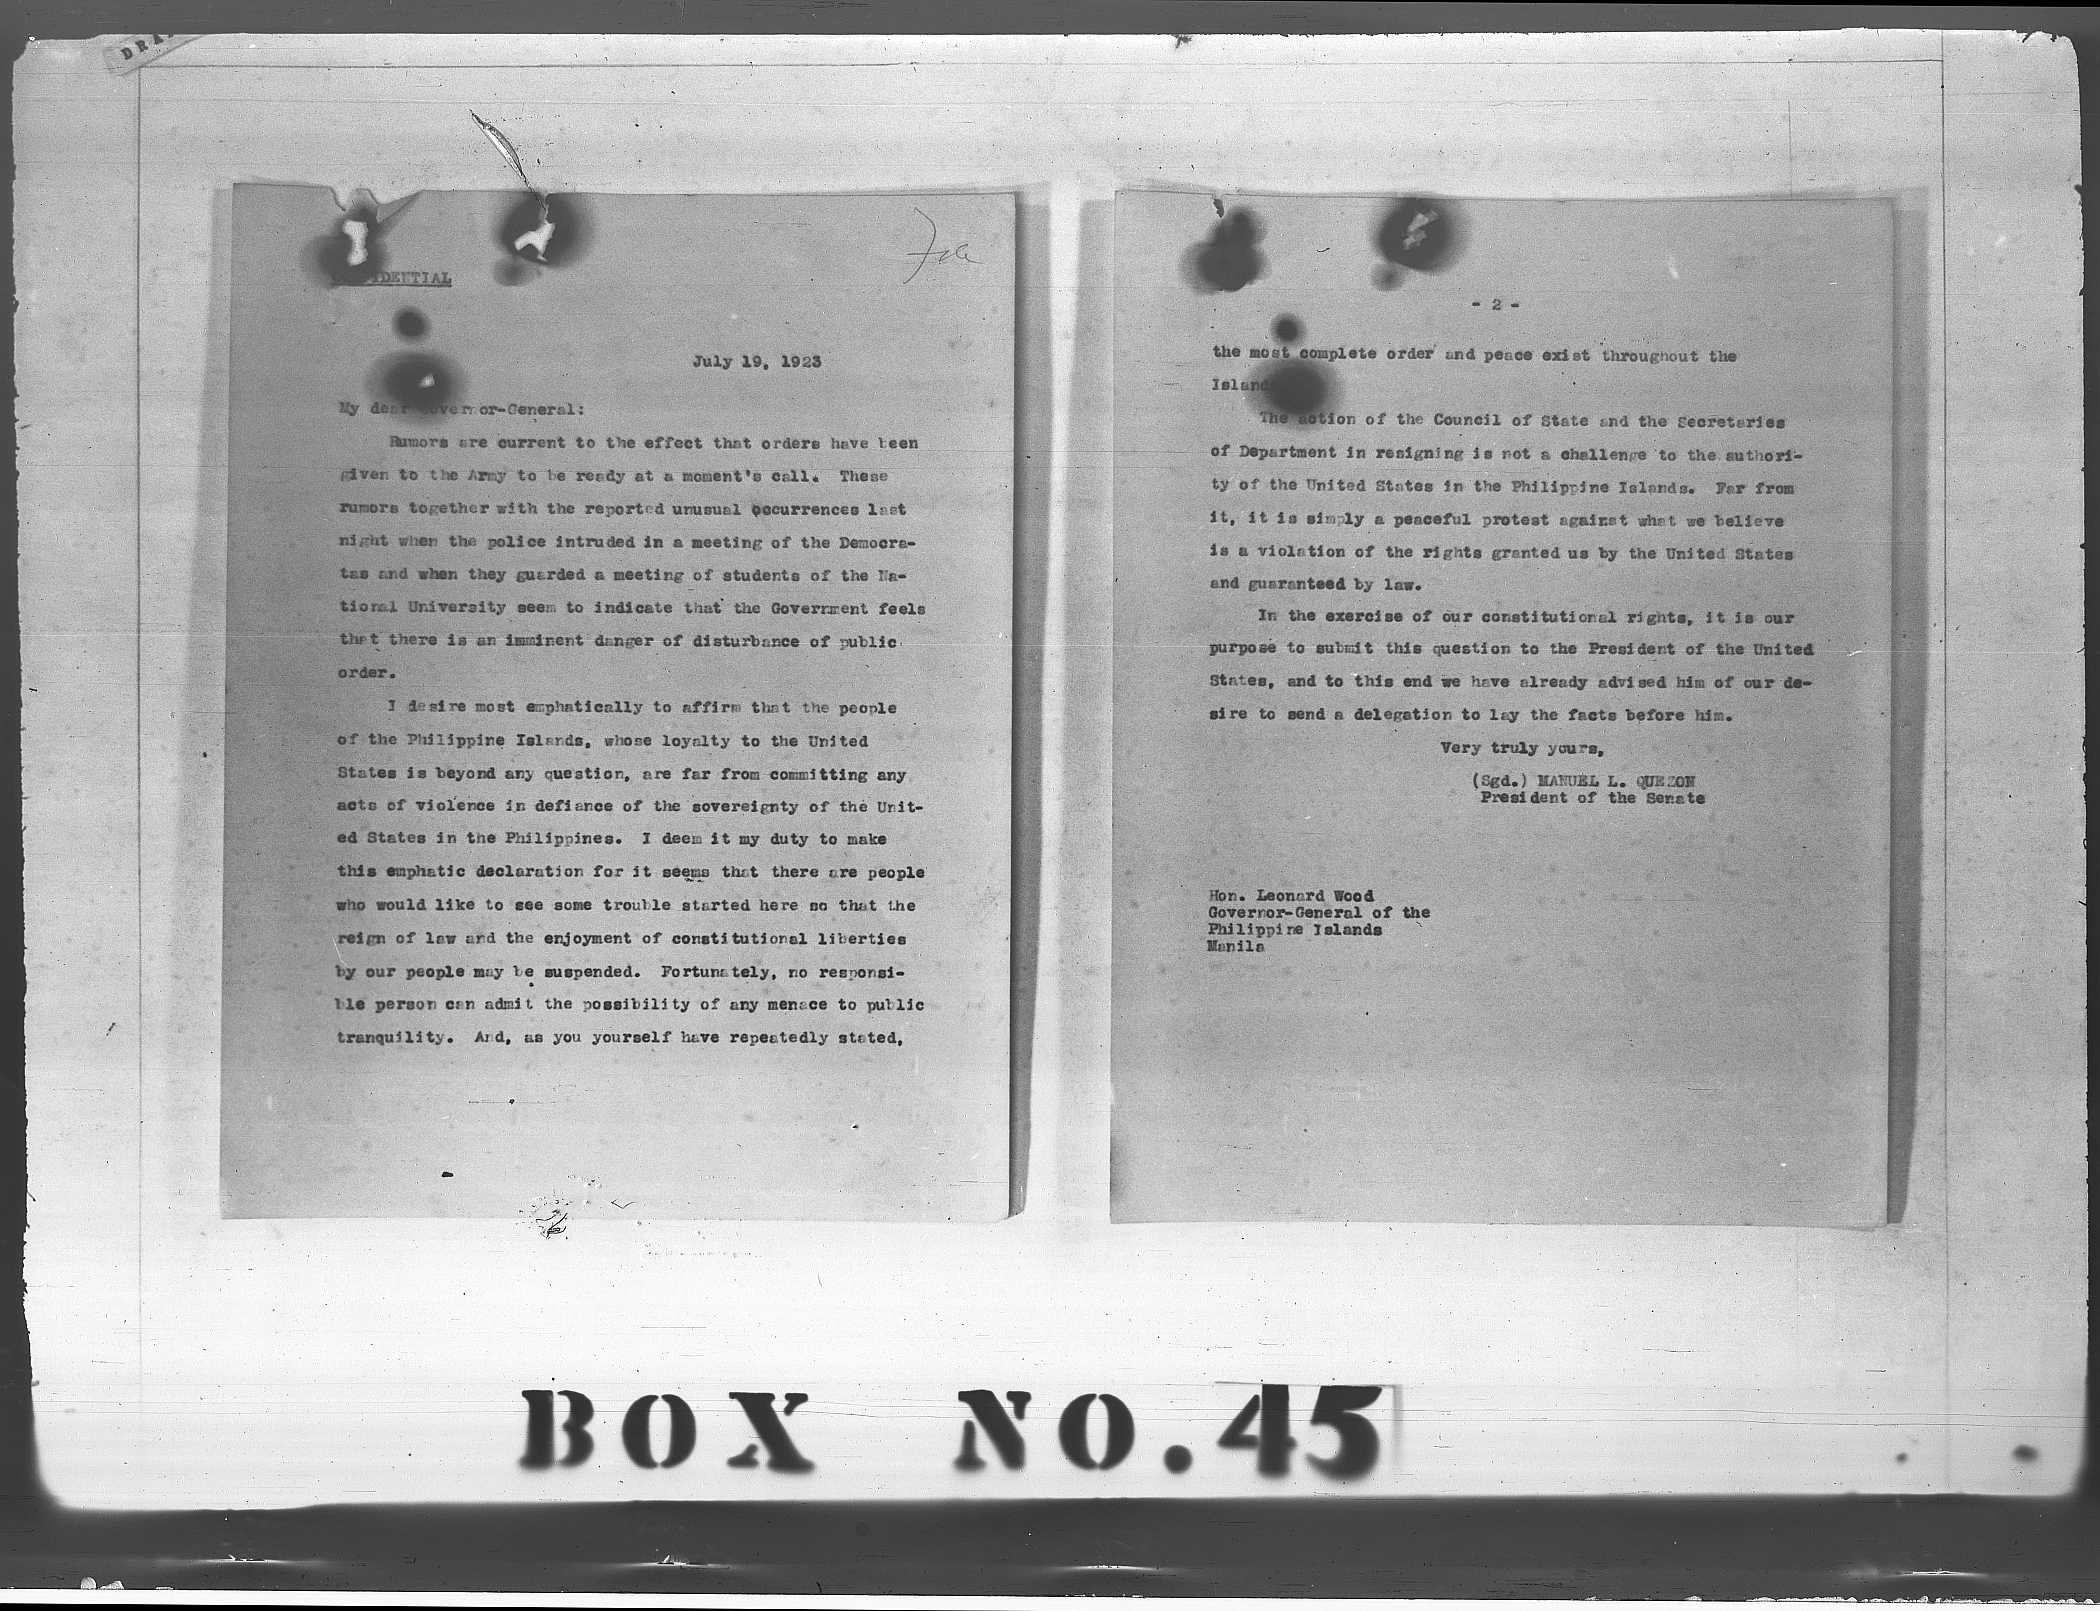 CONFIDENTIAL
July 19, 1923
My dear Governor-General:
Rumors are current to the effect that orders have been
given to the Army to be ready at a moment's call. These
rumors together with the reported unusual occurrences last
night when the police intruded in a meeting of the Democra-
tas and when they guarded a meeting of students of the Na-
tional University seem to indicate that the Government feels
that there is an imminent danger of disturbance of public
order.
I desire most emphatically to affirm that the people
of the Philippine Islands, whose loyalty to the United
States is beyond any question, are far from committing any
acts of violence in defiance of the sovereignty of the Unit-
ed States in the Philippines. I deem it my duty to make
this emphatic declaration for it seems that there are people
who would like to see some trouble started here so that the
reign of law and the enjoyment of constitutional liberties
by our people may be suspended. Fortunately, no responsi-
ble person can admit the possibility of any menace to public
tranquility. And, as you yourself have repeatedly stated,
- 2 -
the most complete order and peace exist throughout the
Island
The action of the Council of State and the Secretaries
of Department in resigning is not a challenge to the authori-
ty of the United States in the Philippine Islands. Far from
it, it is simply a peaceful protest against what we believe
is a violation of the rights granted us by the United States
and guaranteed by law.
In the exercise of our constitutional rights, it is our
purpose to submit this question to the President of the United
States, and to this end we have already advised him of our de-
sire to send a delegation to lay the facts before him.
Very truly yours,
(Sgd.) MANUEL L. QUEZON
President of the Senate
Hon. Leonard Wood
Governor-General of the
Philippine Islands
Manila
BOX NO. 45